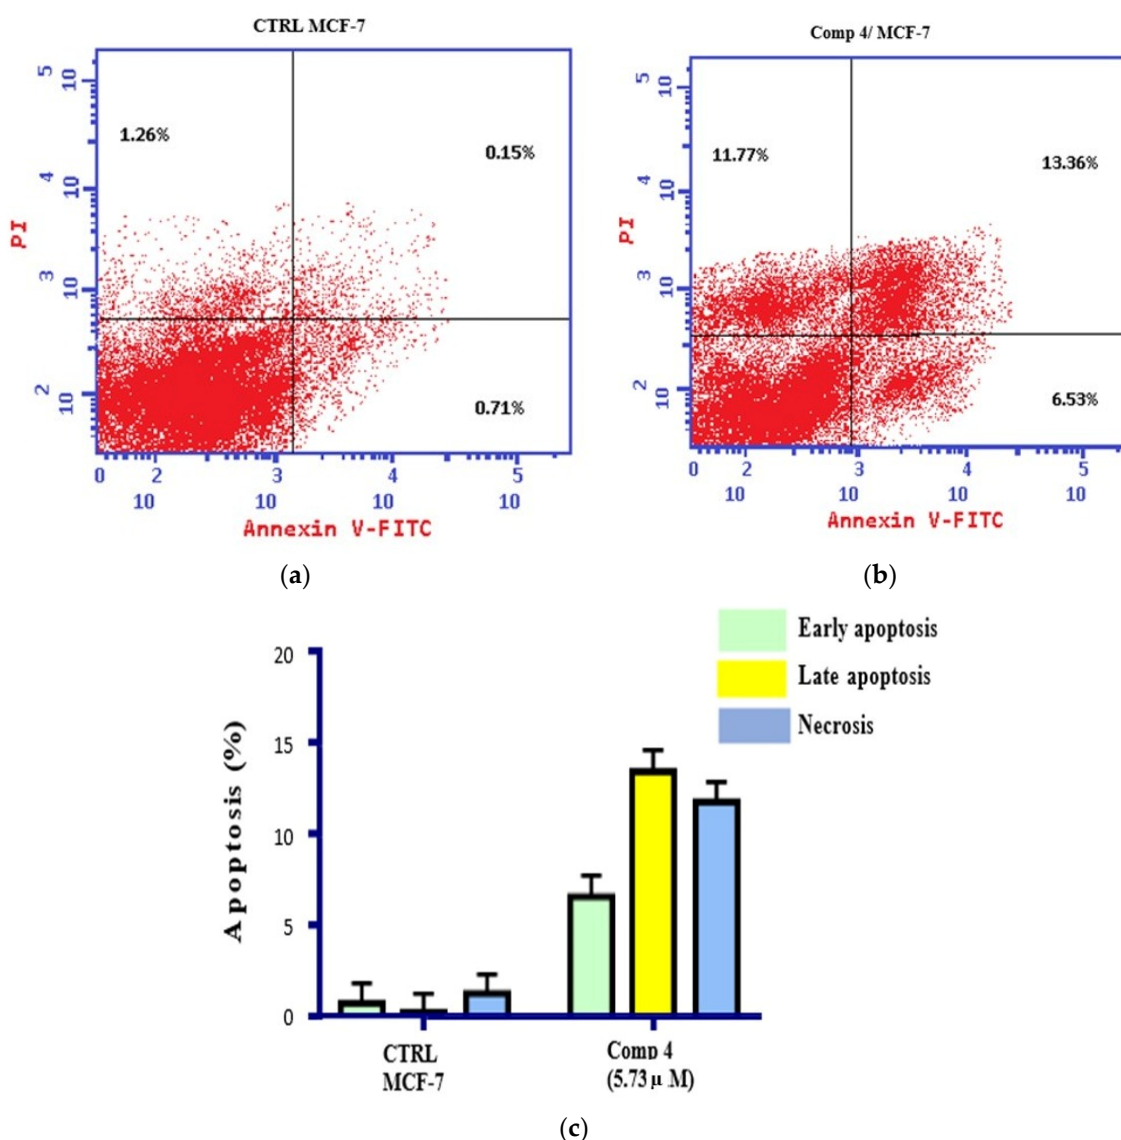 CTRL MCF-7
5
10
1.26%
0.15%
4
10
PI
3
10
2
10
0.71%
0 2 3 4 5
10 10 10 10
Annexin V-FITC
(a)
Comp 4/ MCF-7
5
10
11.77%
13.36%
4
10
PI
3
10
2
10
6.53%
0 2 3 4 5
10 10 10 10
Annexin V-FITC
(b)
Early apoptosis
Late apoptosis
Necrosis
Apoptosis (%)
20
15
10
5
0
CTRL
MCF-7
Comp 4
(5.73 μ M)
(c)